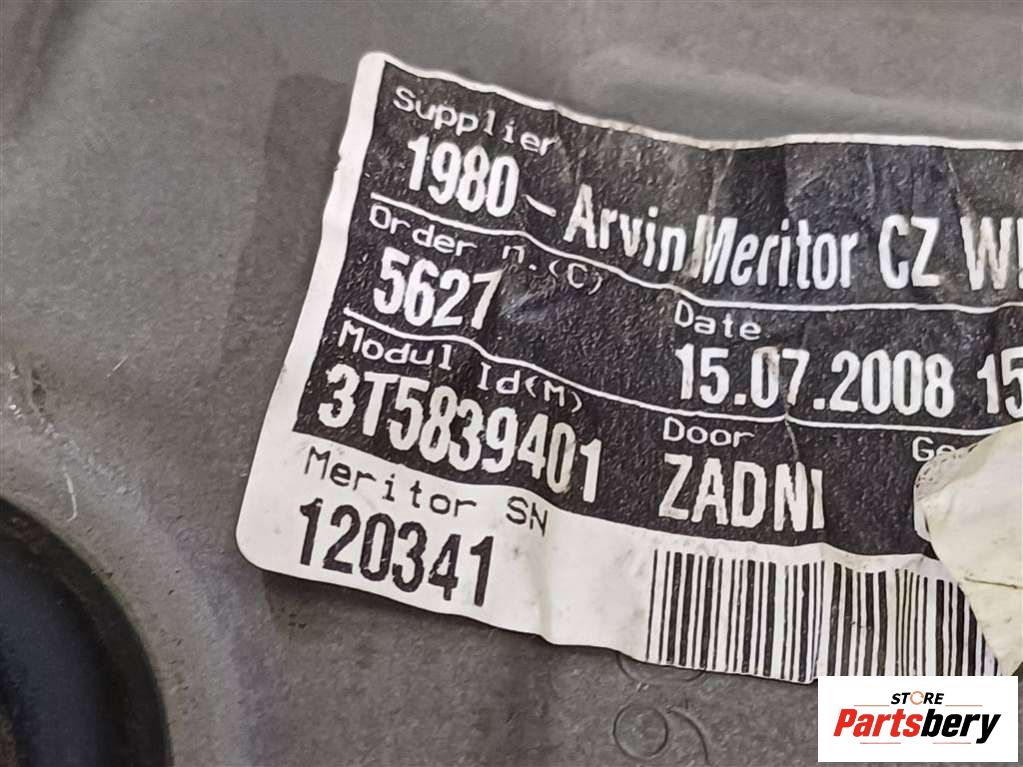 Supplier
1980- ArvinMeritor CZ
Order n.(C)
5627
Date
15.07.2008 15
Modul Id(M)
3T5839401
Door
ZADNI
Meritor SN
120341
STORE
Partsbery